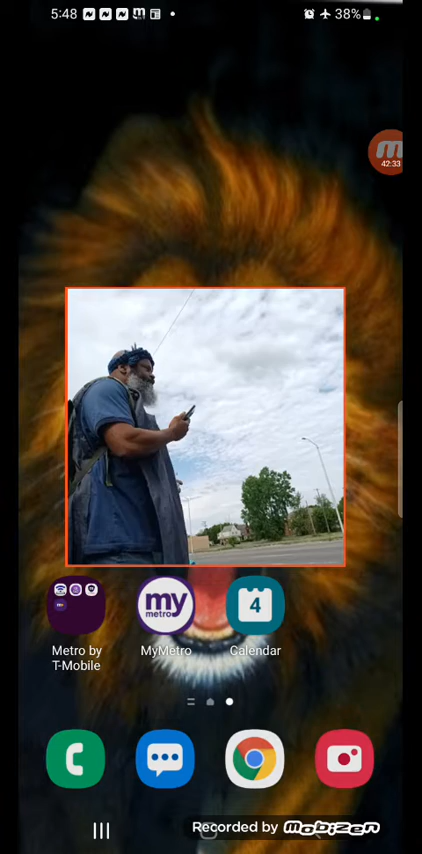 5:48
38%
42:33
my
metro
4
Metro by
T-Mobile
MyMetro
Calendar
Recorded by mobizen